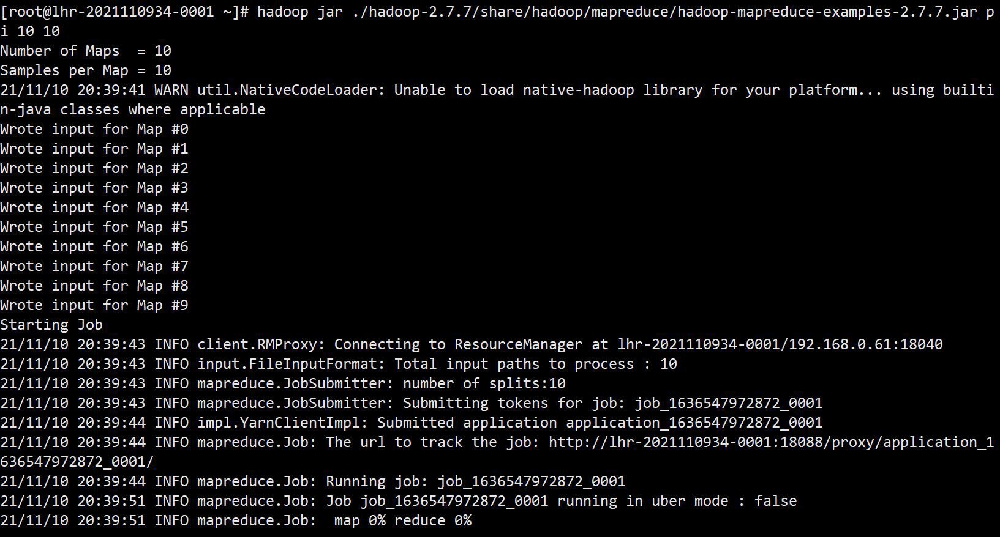 [root@lhr-2021110934-0001 ~]# hadoop jar ./hadoop-2.7.7/share/hadoop/mapreduce/hadoop-mapreduce-examples-2.7.7.jar p
i 10 10
Number of Maps  = 10
Samples per Map = 10
21/11/10 20:39:41 WARN util.NativeCodeLoader: Unable to load native-hadoop library for your platform... using builti
n-java classes where applicable
Wrote input for Map #0
Wrote input for Map #1
Wrote input for Map #2
Wrote input for Map #3
Wrote input for Map #4
Wrote input for Map #5
Wrote input for Map #6
Wrote input for Map #7
Wrote input for Map #8
Wrote input for Map #9
Starting Job
21/11/10 20:39:43 INFO client.RMProxy: Connecting to ResourceManager at lhr-2021110934-0001/192.168.0.61:18040
21/11/10 20:39:43 INFO input.FileInputFormat: Total input paths to process : 10
21/11/10 20:39:43 INFO mapreduce.JobSubmitter: number of splits:10
21/11/10 20:39:43 INFO mapreduce.JobSubmitter: Submitting tokens for job: job_1636547972872_0001
21/11/10 20:39:44 INFO impl.YarnClientImpl: Submitted application application_1636547972872_0001
21/11/10 20:39:44 INFO mapreduce.Job: The url to track the job: http://lhr-2021110934-0001:18088/proxy/application_1
636547972872_0001/
21/11/10 20:39:44 INFO mapreduce.Job: Running job: job_1636547972872_0001
21/11/10 20:39:51 INFO mapreduce.Job: Job job_1636547972872_0001 running in uber mode : false
21/11/10 20:39:51 INFO mapreduce.Job:  map 0% reduce 0%